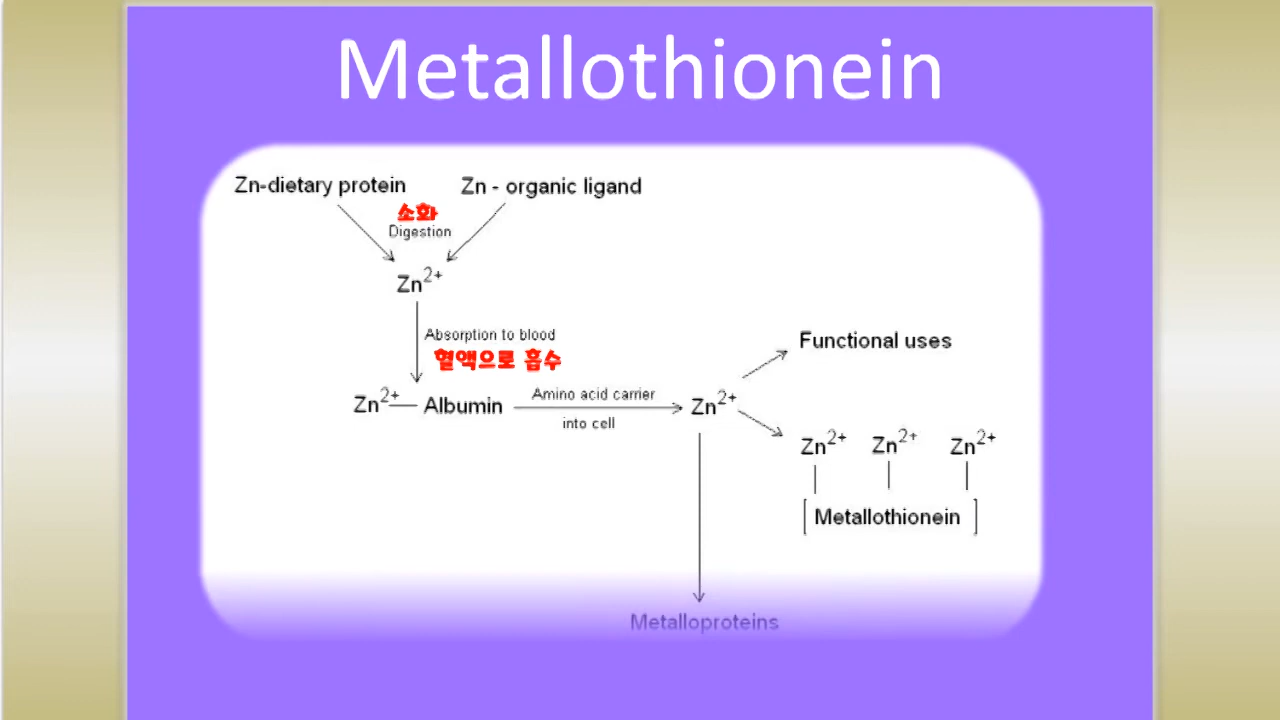 Metallothionein
Zn-dietary protein
Zn - organic ligand
소화
Digestion
Zn2+
Absorption to blood
혈액으로 흡수
Zn2+ — Albumin
Amino acid carrier
into cell
Zn2+
Functional uses
Zn2+ Zn2+ Zn2+
[ Metallothionein ]
Metalloproteins